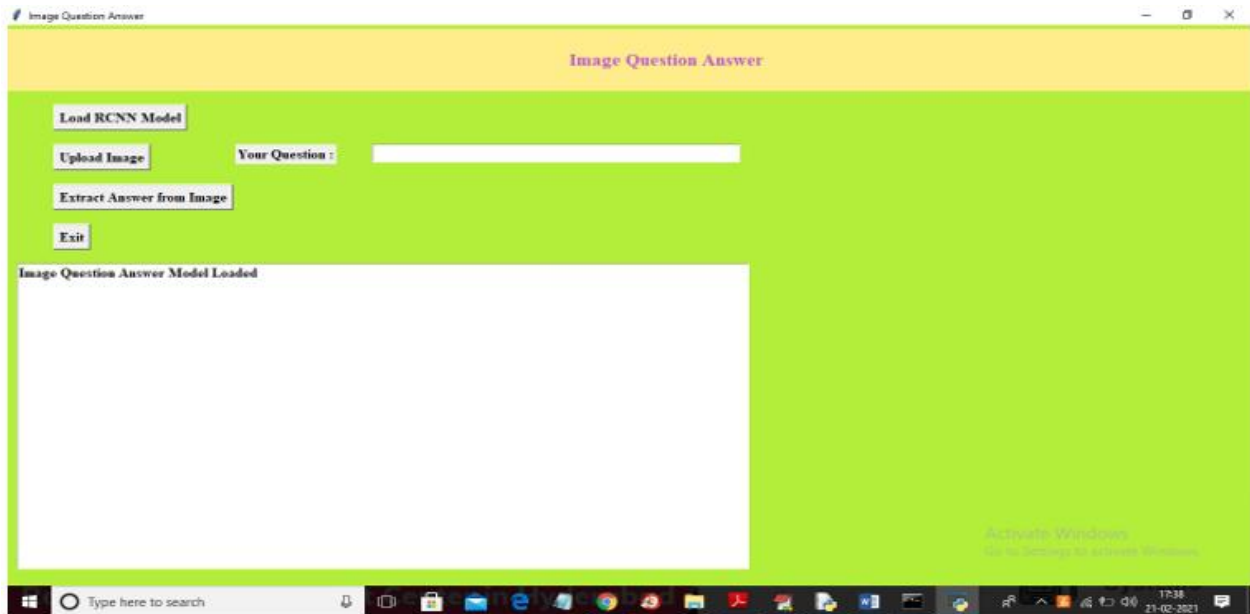 Image Question Answer
Image Question Answer
Load RCNN Model
Upload Image
Your Question :
Extract Answer from Image
Exit
Image Question Answer Model Loaded
Activate Windows
Go to Settings to activate Windows.
Type here to search
17:38
21-02-2021